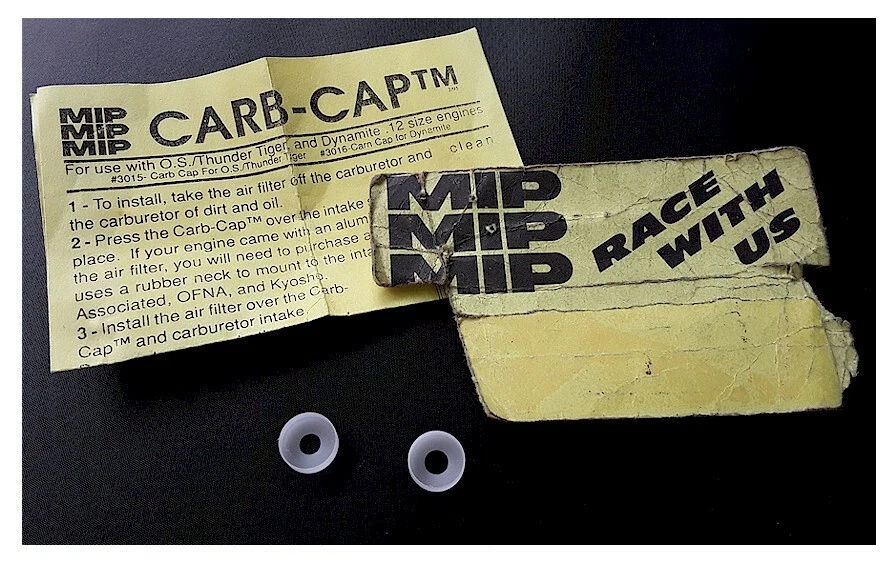 MIP
MIP
MIP
CARB-CAP™
For use with O.S./Thunder Tiger and Dynamite .12 size engines
#3015- Carb Cap For O.S./Thunder Tiger #3016-Carn Cap for Dynamite
1 - To install, take the air filter off the carburetor and clean
the carburetor of dirt and oil.
2 - Press the Carb-Cap™ over the intake
place. If your engine came with an alum
the air filter, you will need to purchase a
uses a rubber neck to mount to the inta
Associated, OFNA, and Kyosho.
3 - Install the air filter over the Carb-
Cap™ and carburetor intake.
MIP
MIP
MIP
RACE
WITH
US